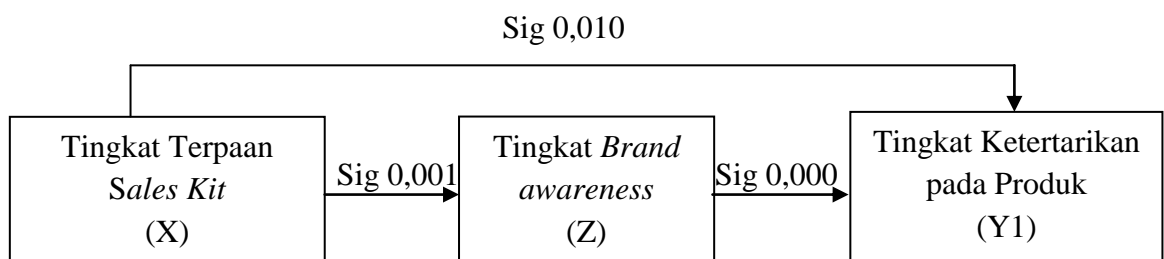 Sig 0,010
Tingkat Terpaan
Sales Kit
(X)
Sig 0,001
Tingkat Brand
awareness
(Z)
Sig 0,000
Tingkat Ketertarikan
pada Produk
(Y1)